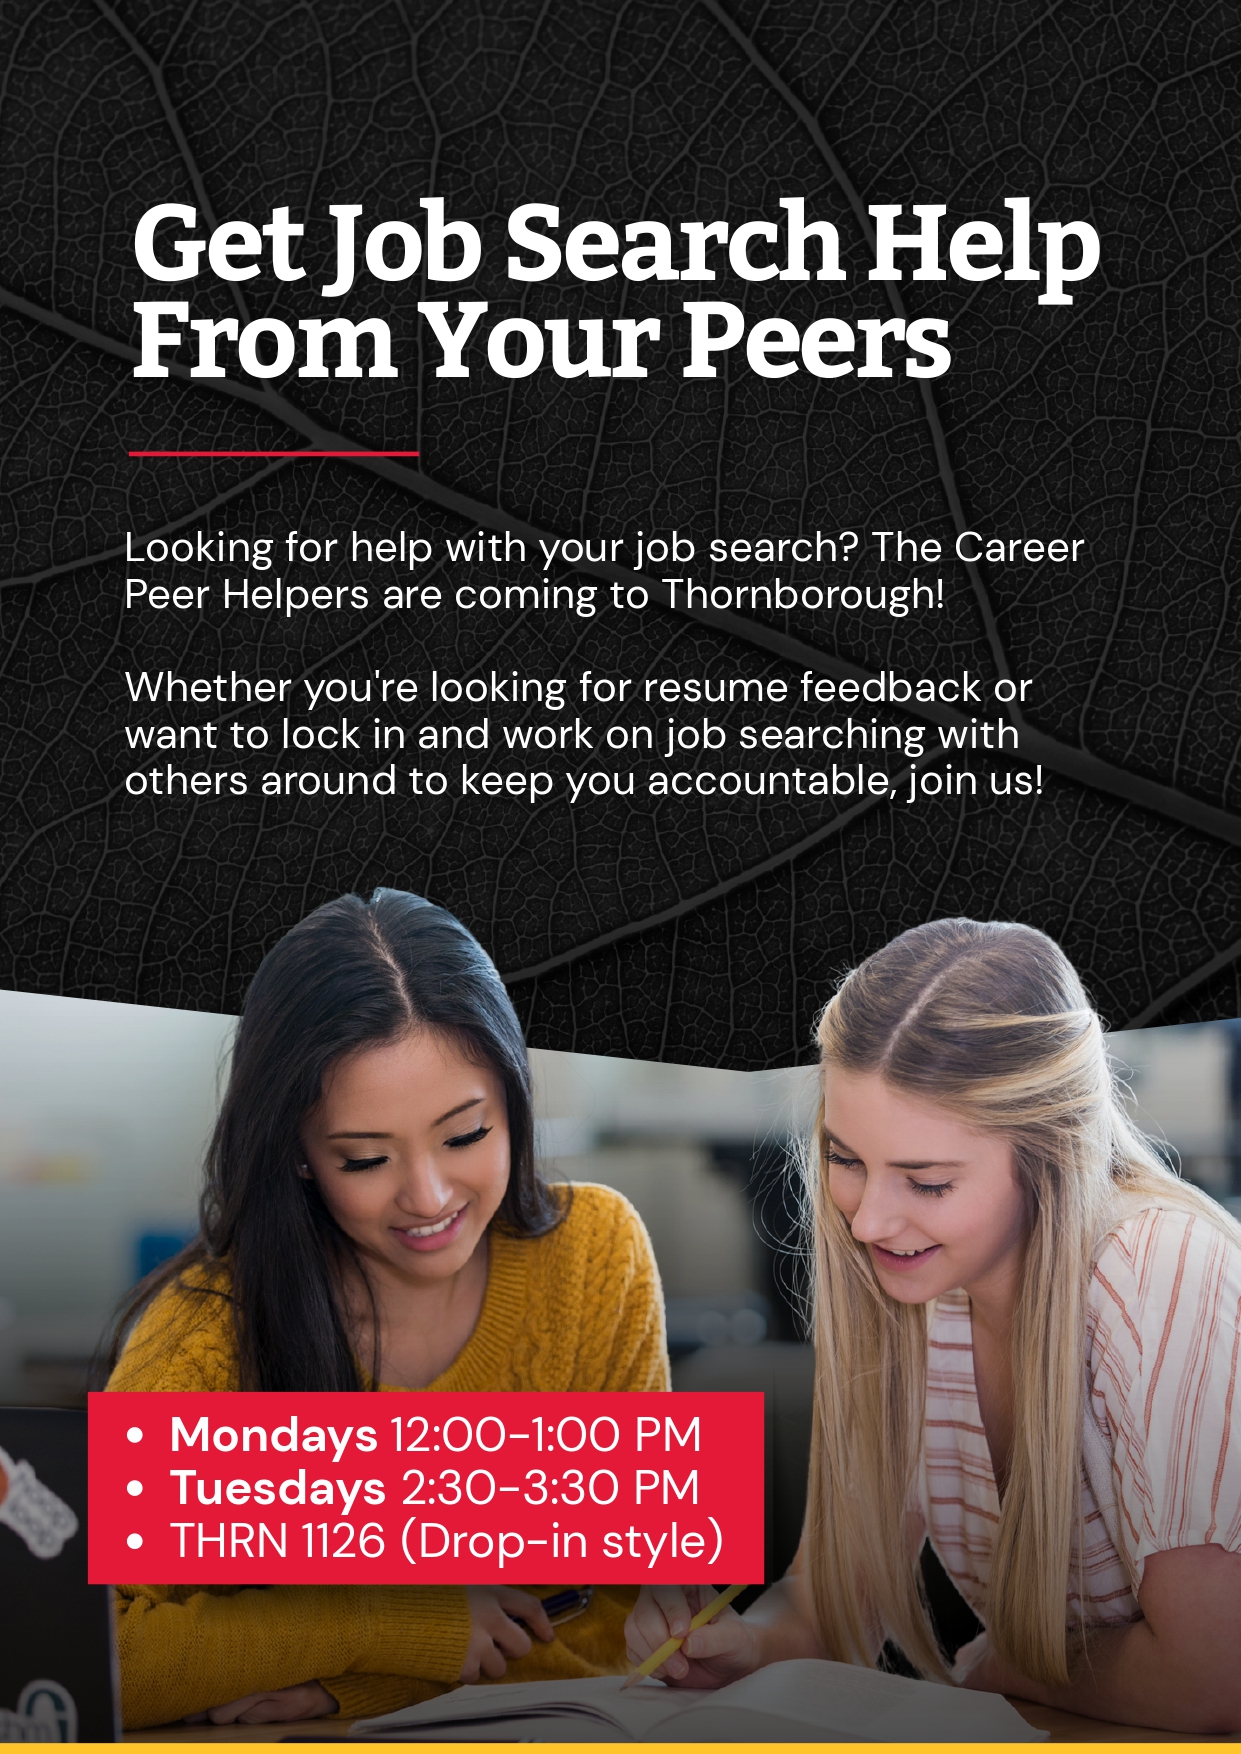 Get Job Search Help
From Your Peers
Looking for help with your job search? The Career
Peer Helpers are coming to Thornborough!
Whether you're looking for resume feedback or
want to lock in and work on job searching with
others around to keep you accountable, join us!
• Mondays 12:00-1:00 PM
• Tuesdays 2:30-3:30 PM
• THRN 1126 (Drop-in style)